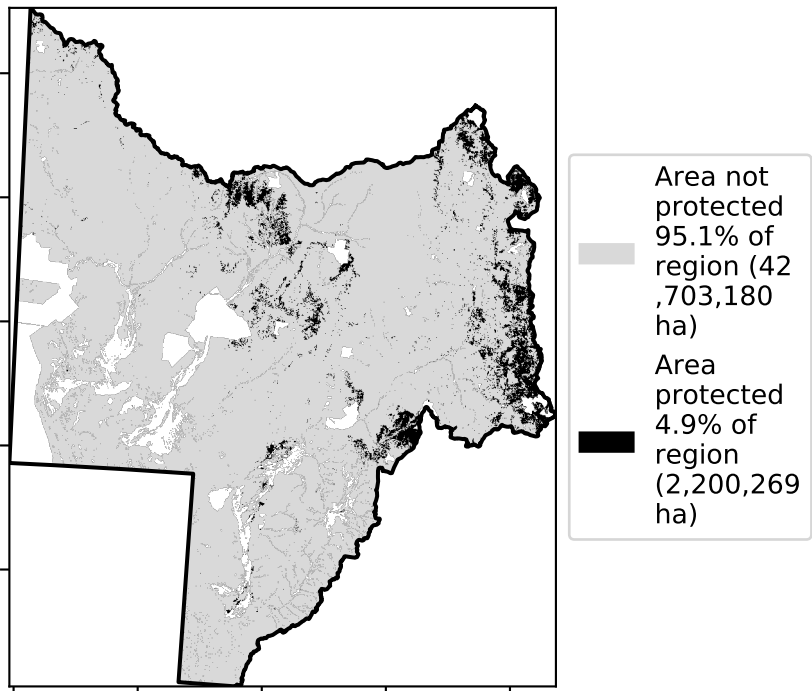 Area not
protected
95.1% of
region (42
,703,180
ha)
Area
protected
4.9% of
region
(2,200,269
ha)